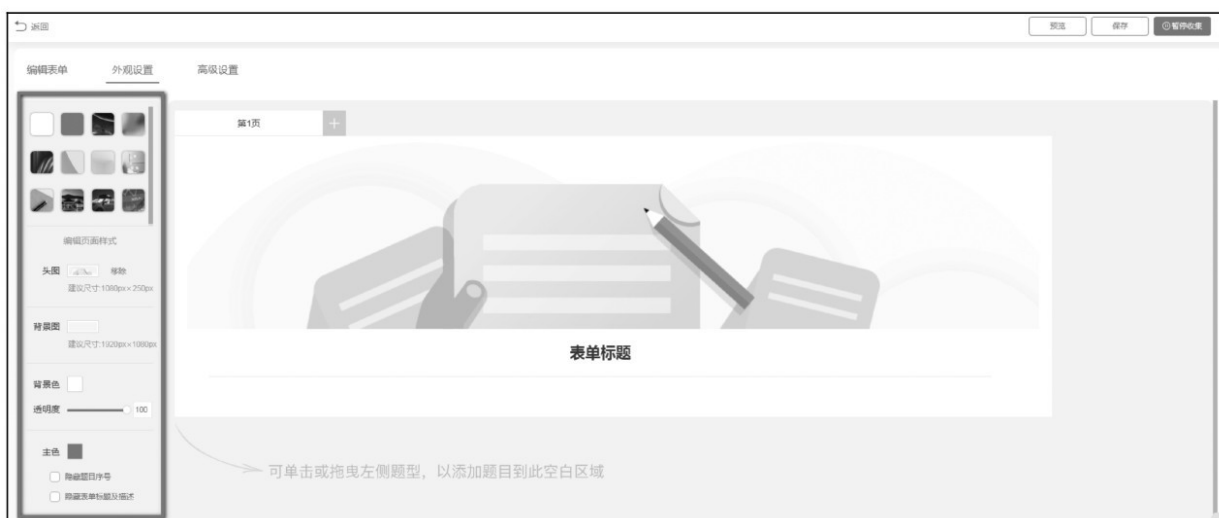 返回
预览 保存 暂停收集
编辑表单 外观设置 高级设置
第1页 +
编辑页面样式
头图 移除
建议尺寸:1080px×250px
背景图
建议尺寸:1920px×1080px
背景色
透明度 100
主色
隐藏题目序号
隐藏表单标题及描述
表单标题
可单击或拖曳左侧题型，以添加题目到此空白区域